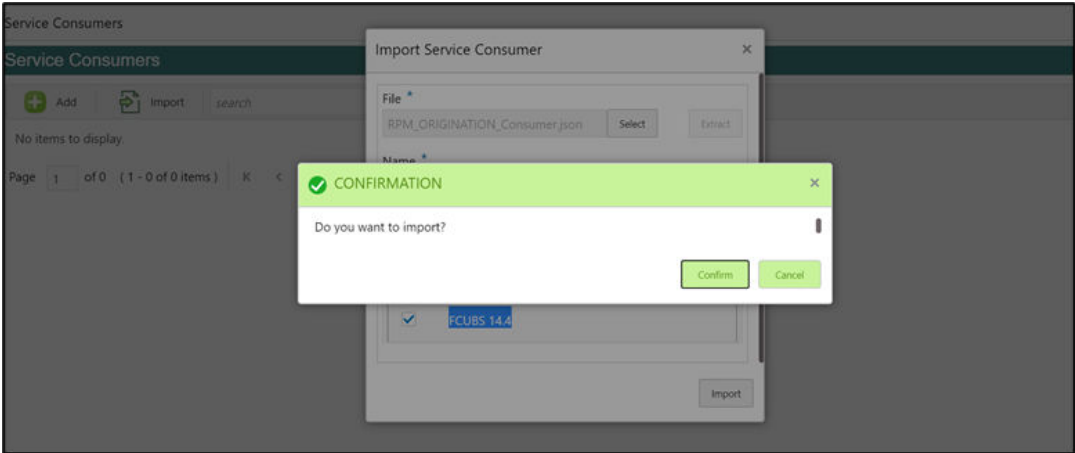 Service Consumers
Service Consumers
Add Import search
No items to display.
Page 1 of 0 (1 - 0 of 0 items) K <
Import Service Consumer ×
File *
RPM_ORIGINATION_Consumer.json Select Extract
Name *
CONFIRMATION ×
Do you want to import?
Confirm Cancel
FCUBS 14.4
Import